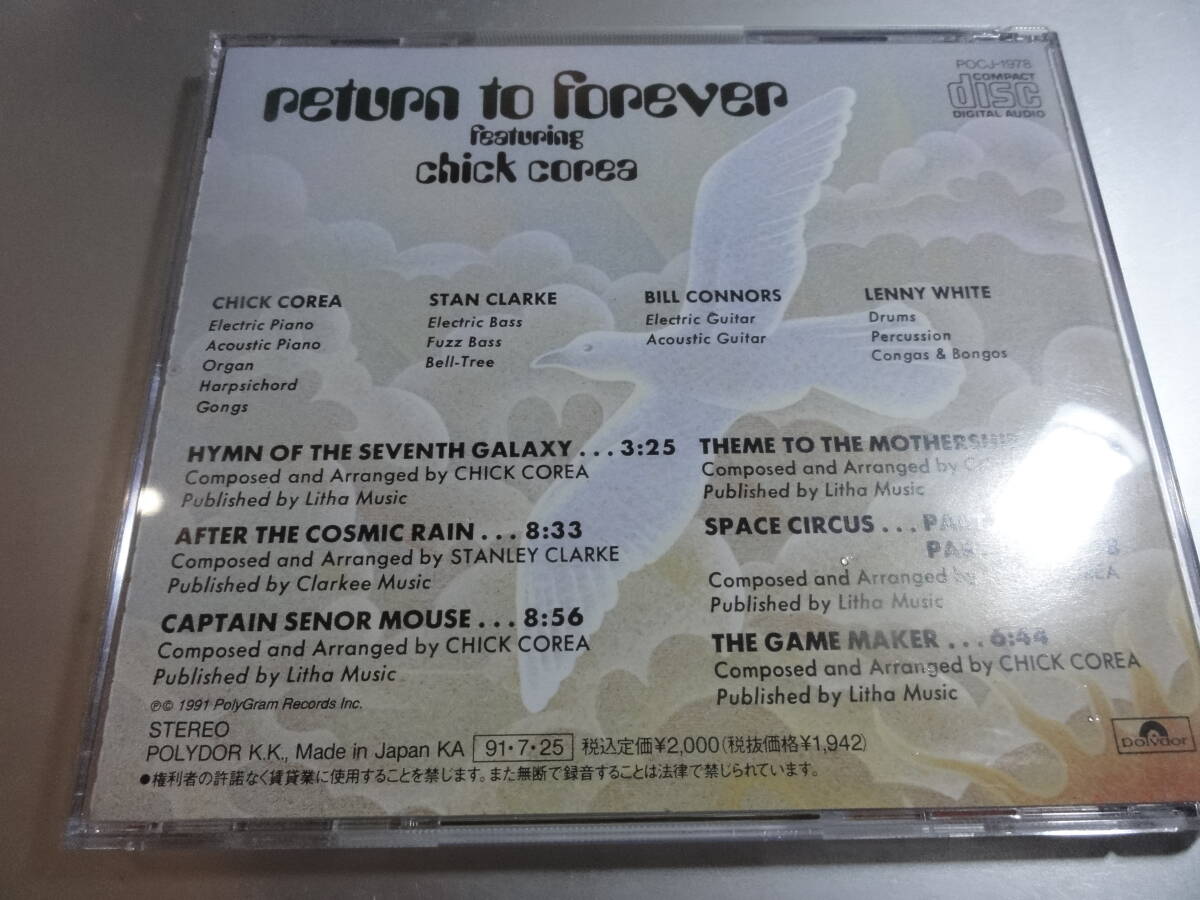 return to forever
featuring
chick corea
POCJ-1978
COMPACT
disc
DIGITAL AUDIO
CHICK COREA
Electric Piano
Acoustic Piano
Organ
Harpsichord
Gongs
STAN CLARKE
Electric Bass
Fuzz Bass
Bell-Tree
BILL CONNORS
Electric Guitar
Acoustic Guitar
LENNY WHITE
Drums
Percussion
Congas & Bongos
HYMN OF THE SEVENTH GALAXY . . . 3:25
Composed and Arranged by CHICK COREA
Published by Litha Music
AFTER THE COSMIC RAIN . . . 8:33
Composed and Arranged by STANLEY CLARKE
Published by Clarkee Music
CAPTAIN SENOR MOUSE . . . 8:56
Composed and Arranged by CHICK COREA
Published by Litha Music
THEME TO THE MOTHERSHIP
Composed and Arranged by
Published by Litha Music
SPACE CIRCUS . . . PART
PART
Composed and Arranged by COREA
Published by Litha Music
THE GAME MAKER . . . 6:44
Composed and Arranged by CHICK COREA
Published by Litha Music
℗© 1991 PolyGram Records Inc.
STEREO
POLYDOR K.K., Made in Japan KA 91・7・25 税込定価¥2,000(税抜価格¥1,942)
●権利者の許諾なく賃貸業に使用することを禁じます。また無断で録音することは法律で禁じられています。
Polydor